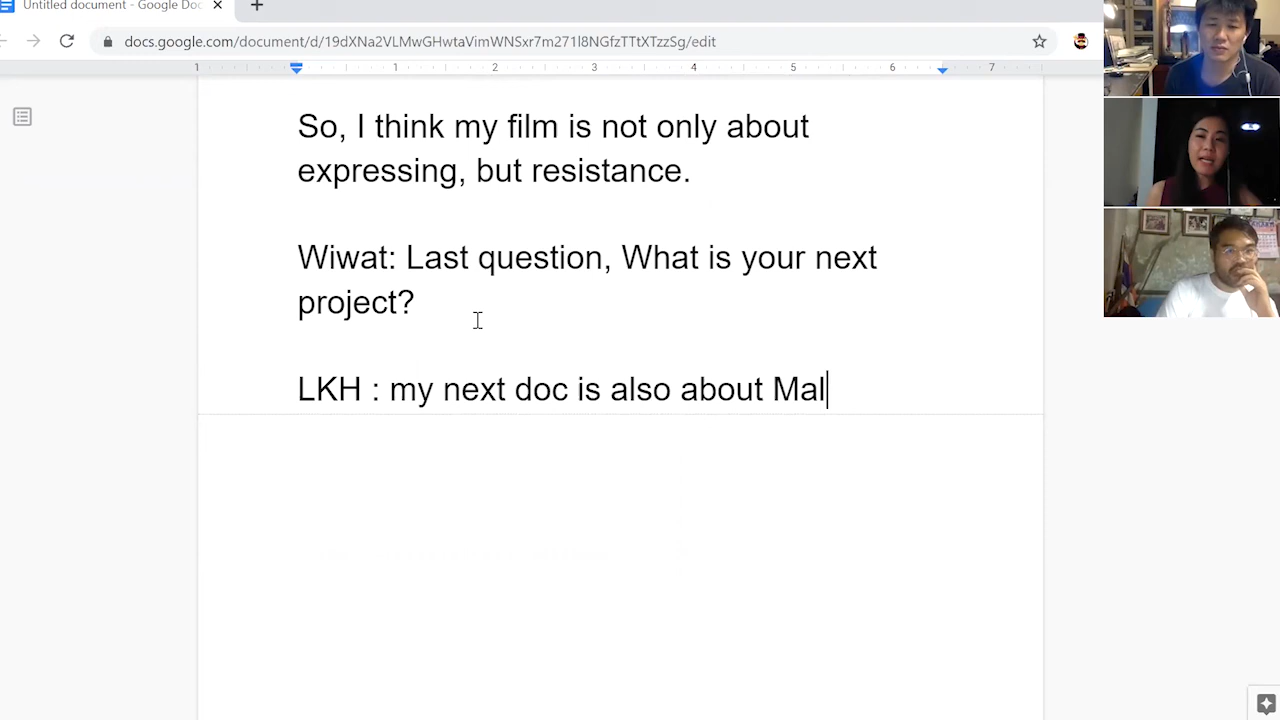 Untitled document - Google Doc
docs.google.com/document/d/19dXNa2VLMwGHwtaVimWNSxr7m271l8NGfzTTtXTzzSg/edit
1 1 2 3 4 5 6 7
So, I think my film is not only about
expressing, but resistance.
Wiwat: Last question, What is your next
project?
LKH : my next doc is also about Mal